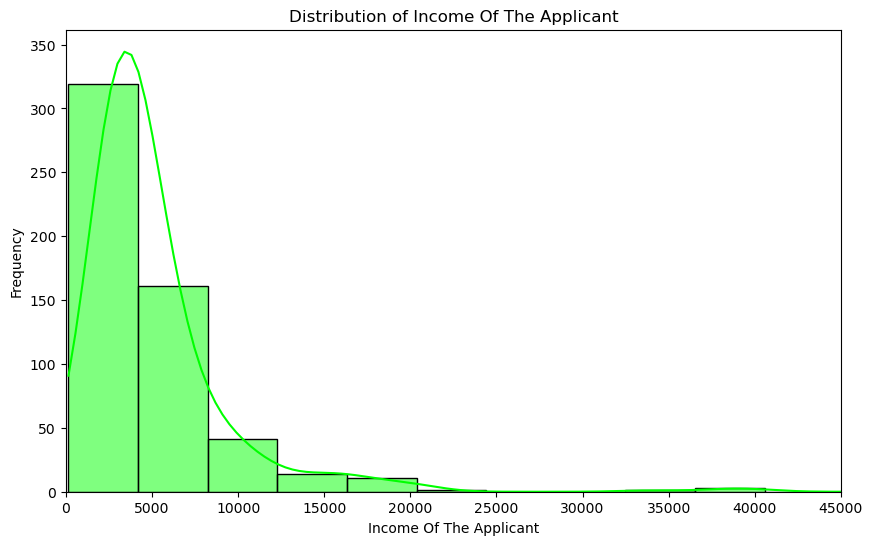 Distribution of Income Of The Applicant
350
300
250
200
150
100
50
0
Frequency
0 5000 10000 15000 20000 25000 30000 35000 40000 45000
Income Of The Applicant